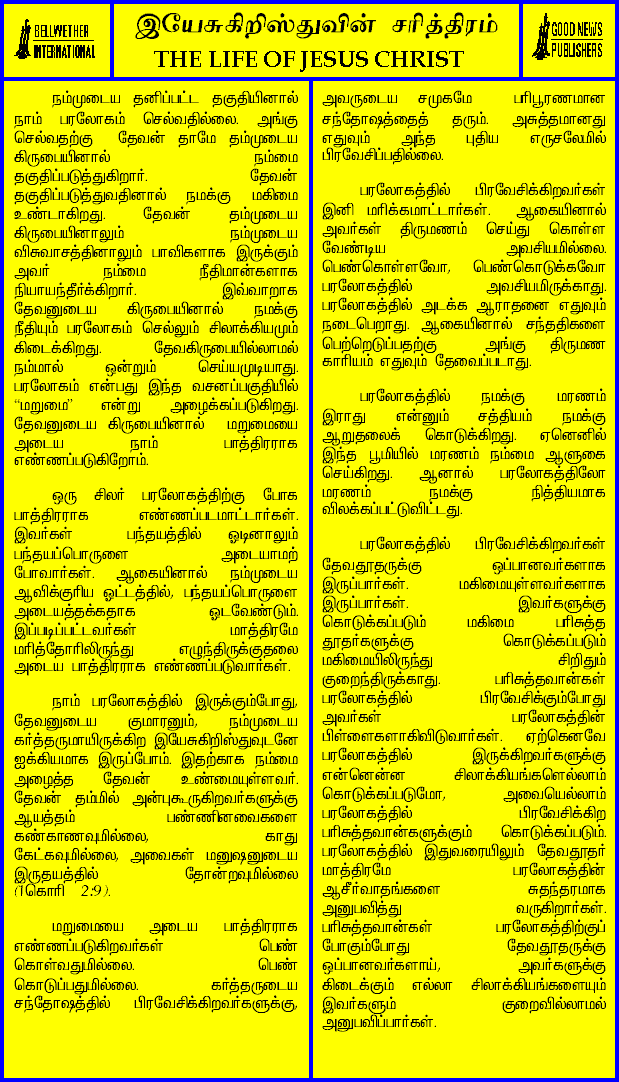 BELLWETHER
INTERNATIONAL
இயேசுகிறிஸ்துவின் சரித்திரம்
THE LIFE OF JESUS CHRIST
GOOD NEWS
PUBLISHERS
நம்முடைய தனிப்பட்ட தகுதியினால்
நாம் பரலோகம் செல்வதில்லை. அங்கு
செல்வதற்கு தேவன் தாமே தம்முடைய
கிருபையினால் நம்மை
தகுதிப்படுத்துகிறார். தேவன்
தகுதிப்படுத்துவதினால் நமக்கு மகிமை
உண்டாகிறது. தேவன் தம்முடைய
கிருபையினாலும் நம்முடைய
விசுவாசத்தினாலும் பாவிகளாக இருக்கும்
அவர் நம்மை நீதிமான்களாக
நியாயந்தீர்க்கிறார். இவ்வாறாக
தேவனுடைய கிருபையினால் நமக்கு
நீதியும் பரலோகம் செல்லும் சிலாக்கியமும்
கிடைக்கிறது. தேவகிருபையில்லாமல்
நம்மால் ஒன்றும் செய்யமுடியாது.
பரலோகம் என்பது இந்த வசனப்பகுதியில்
“மறுமை” என்று அழைக்கப்படுகிறது.
தேவனுடைய கிருபையினால் மறுமையை
அடைய நாம் பாத்திரராக
எண்ணப்படுகிறோம்.
ஒரு சிலர் பரலோகத்திற்கு போக
பாத்திரராக எண்ணப்படமாட்டார்கள்.
இவர்கள் பந்தயத்தில் ஓடினாலும்
பந்தயப்பொருளை அடையாமற்
போவார்கள். ஆகையினால் நம்முடைய
ஆவிக்குரிய ஓட்டத்தில், பந்தயப்பொருளை
அடையத்தக்கதாக ஓடவேண்டும்.
இப்படிப்பட்டவர்கள் மாத்திரமே
மரித்தோரிலிருந்து எழுந்திருக்குதலை
அடைய பாத்திரராக எண்ணப்படுவார்கள்.
நாம் பரலோகத்தில் இருக்கும்போது,
தேவனுடைய குமாரனும், நம்முடைய
கர்த்தருமாயிருக்கிற இயேசுகிறிஸ்துவுடனே
ஐக்கியமாக இருப்போம். இதற்காக நம்மை
அழைத்த தேவன் உண்மையுள்ளவர்.
தேவன் தம்மில் அன்புகூருகிறவர்களுக்கு
ஆயத்தம் பண்ணினவைகளை
கண்காணவுமில்லை, காது
கேட்கவுமில்லை, அவைகள் மனுஷனுடைய
இருதயத்தில் தோன்றவுமில்லை
(1கொரி 2:9).
மறுமையை அடைய பாத்திரராக
எண்ணப்படுகிறவர்கள் பெண்
கொள்வதுமில்லை. பெண்
கொடுப்பதுமில்லை. கர்த்தருடைய
சந்தோஷத்தில் பிரவேசிக்கிறவர்களுக்கு,
அவருடைய சமுகமே பரிபூரணமான
சந்தோஷத்தைத் தரும். அசுத்தமானது
எதுவும் அந்த புதிய எருசலேமில்
பிரவேசிப்பதில்லை.
பரலோகத்தில் பிரவேசிக்கிறவர்கள்
இனி மரிக்கமாட்டார்கள். ஆகையினால்
அவர்கள் திருமணம் செய்து கொள்ள
வேண்டிய அவசியமில்லை.
பெண்கொள்ளவோ, பெண்கொடுக்கவோ
பரலோகத்தில் அவசியமிருக்காது.
பரலோகத்தில் அடக்க ஆராதனை எதுவும்
நடைபெறாது. ஆகையினால் சந்ததிகளை
பெற்றெடுப்பதற்கு அங்கு திருமண
காரியம் எதுவும் தேவைப்படாது.
பரலோகத்தில் நமக்கு மரணம்
இராது என்னும் சத்தியம் நமக்கு
ஆறுதலைக் கொடுக்கிறது. ஏனெனில்
இந்த பூமியில் மரணம் நம்மை ஆளுகை
செய்கிறது. ஆனால் பரலோகத்திலோ
மரணம் நமக்கு நித்தியமாக
விலக்கப்பட்டுவிட்டது.
பரலோகத்தில் பிரவேசிக்கிறவர்கள்
தேவதூதருக்கு ஒப்பானவர்களாக
இருப்பார்கள். மகிமையுள்ளவர்களாக
இருப்பார்கள். இவர்களுக்கு
கொடுக்கப்படும் மகிமை பரிசுத்த
தூதர்களுக்கு கொடுக்கப்படும்
மகிமையிலிருந்து சிறிதும்
குறைந்திருக்காது. பரிசுத்தவான்கள்
பரலோகத்தில் பிரவேசிக்கும்போது
அவர்கள் பரலோகத்தின்
பிள்ளைகளாகிவிடுவார்கள். ஏற்கெனவே
பரலோகத்தில் இருக்கிறவர்களுக்கு
என்னென்ன சிலாக்கியங்களெல்லாம்
கொடுக்கப்படுமோ, அவையெல்லாம்
பரலோகத்தில் பிரவேசிக்கிற
பரிசுத்தவான்களுக்கும் கொடுக்கப்படும்.
பரலோகத்தில் இதுவரையிலும் தேவதூதர்
மாத்திரமே பரலோகத்தின்
ஆசீர்வாதங்களை சுதந்தரமாக
அனுபவித்து வருகிறார்கள்.
பரிசுத்தவான்கள் பரலோகத்திற்குப்
போகும்போது தேவதூதருக்கு
ஒப்பானவர்களாய், அவர்களுக்கு
கிடைக்கும் எல்லா சிலாக்கியங்களையும்
இவர்களும் குறைவில்லாமல்
அனுபவிப்பார்கள்.